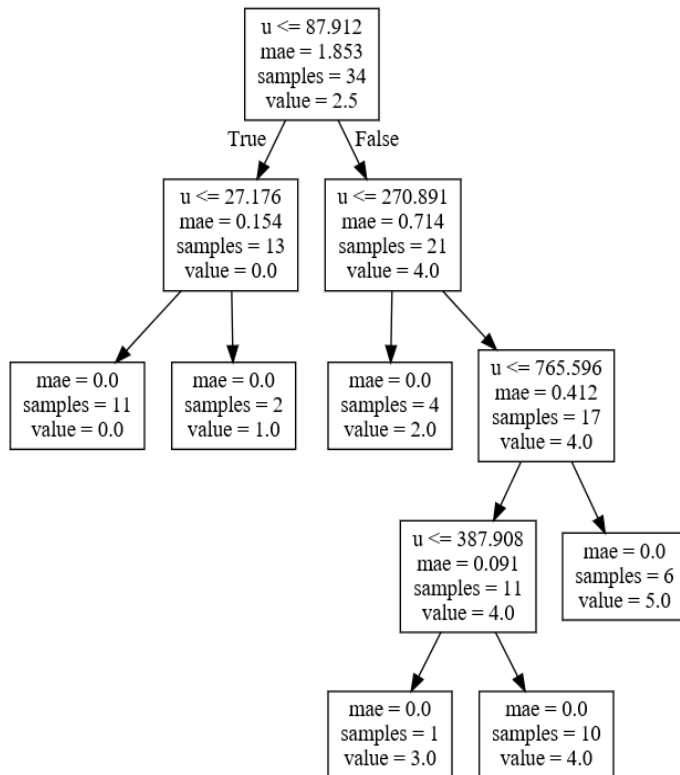 u <= 87.912
mae = 1.853
samples = 34
value = 2.5
True
False
u <= 27.176
mae = 0.154
samples = 13
value = 0.0
u <= 270.891
mae = 0.714
samples = 21
value = 4.0
mae = 0.0
samples = 11
value = 0.0
mae = 0.0
samples = 2
value = 1.0
mae = 0.0
samples = 4
value = 2.0
u <= 765.596
mae = 0.412
samples = 17
value = 4.0
u <= 387.908
mae = 0.091
samples = 11
value = 4.0
mae = 0.0
samples = 6
value = 5.0
mae = 0.0
samples = 1
value = 3.0
mae = 0.0
samples = 10
value = 4.0